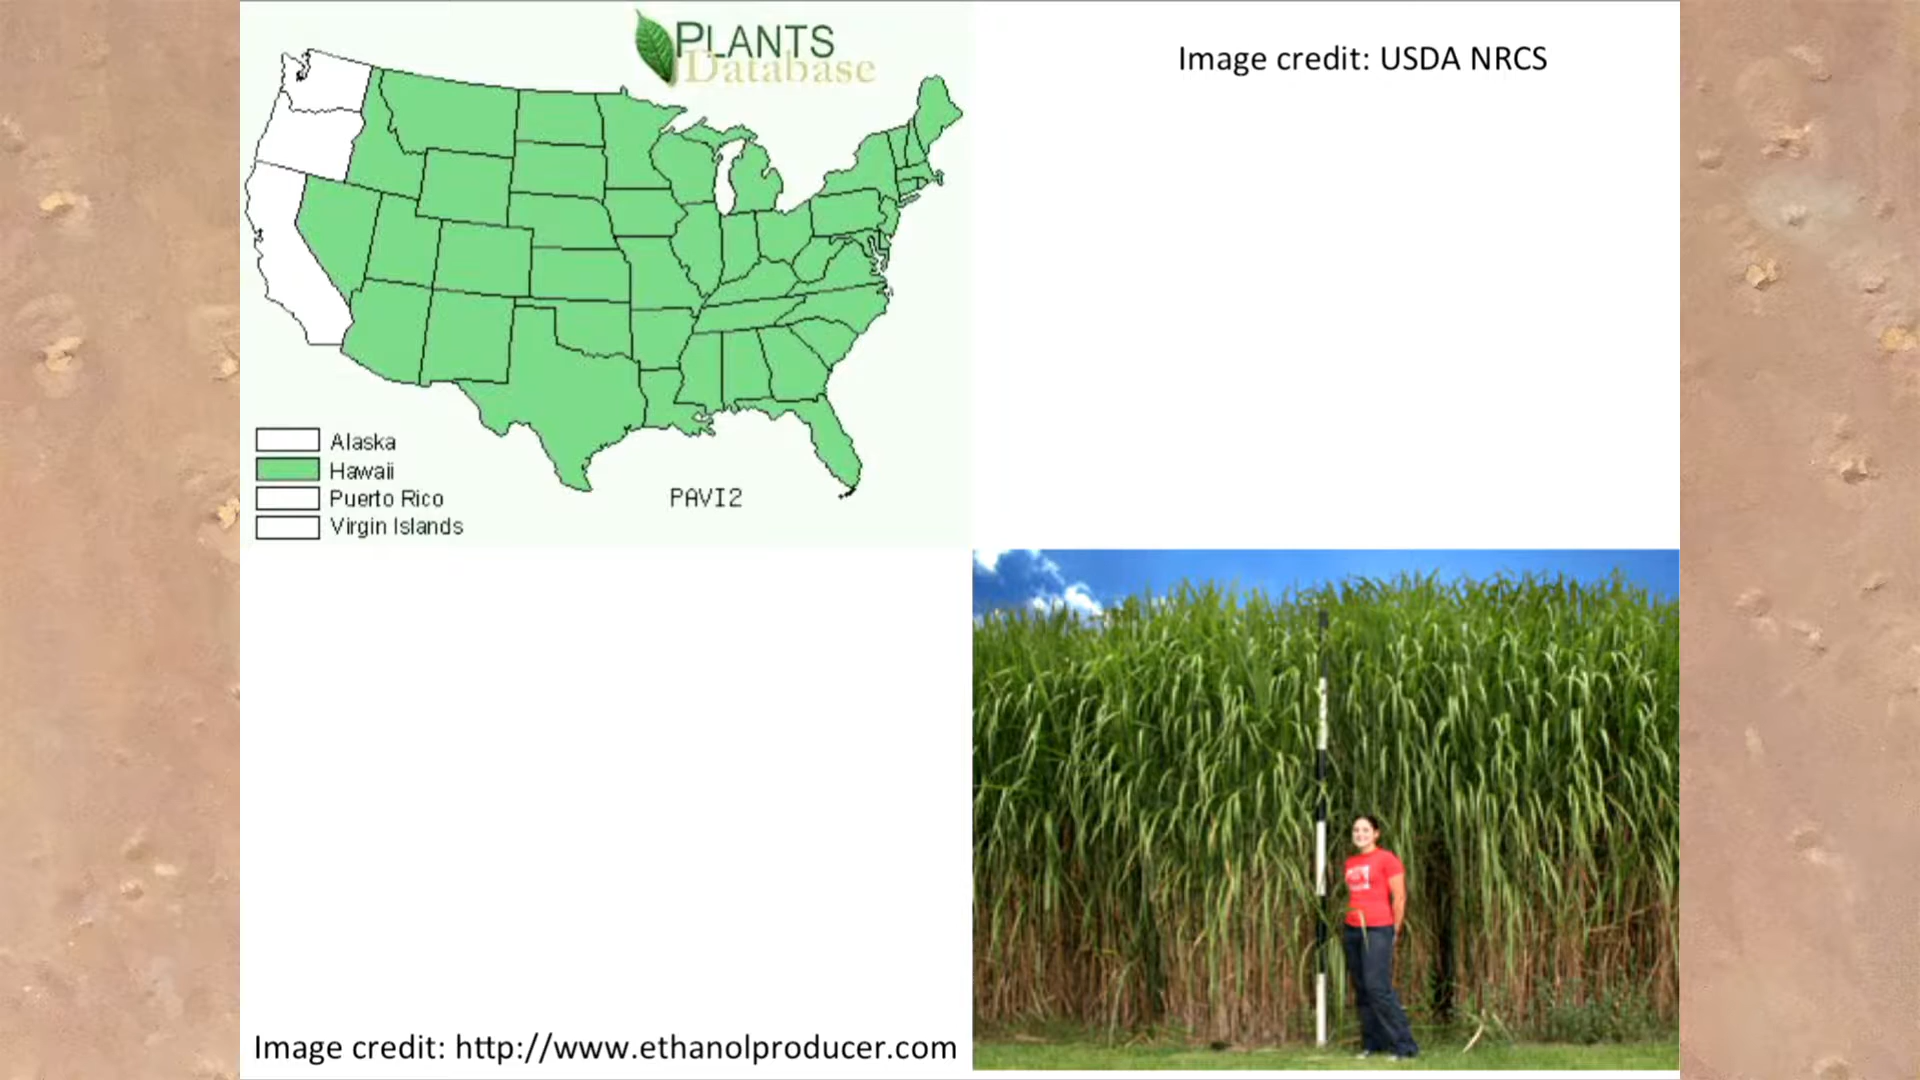 PLANTS
Database
Image credit: USDA NRCS
Alaska
Hawaii
Puerto Rico
Virgin Islands
PAVI2
Image credit: http://www.ethanolproducer.com